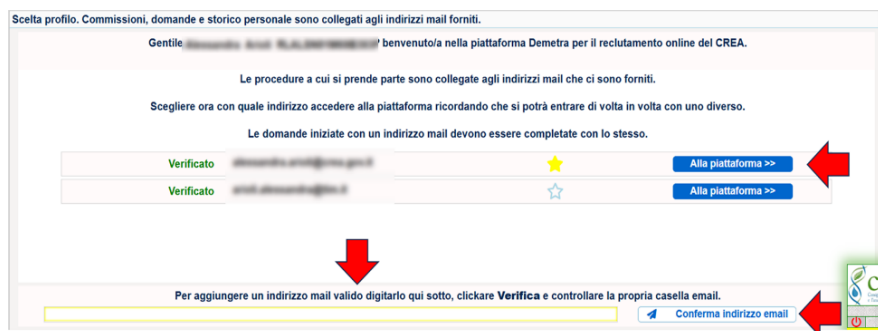 Scelta profilo. Commissioni, domande e storico personale sono collegati agli indirizzi mail forniti.
Gentile benvenuto/a nella piattaforma Demetra per il reclutamento online del CREA.
Le procedure a cui si prende parte sono collegate agli indirizzi mail che ci sono forniti.
Scegliere ora con quale indirizzo accedere alla piattaforma ricordando che si potrà entrare di volta in volta con uno diverso.
Le domande iniziate con un indirizzo mail devono essere completate con lo stesso.
Verificato Alla piattaforma >>
Verificato Alla piattaforma >>
Per aggiungere un indirizzo mail valido digitarlo qui sotto, clickare Verifica e controllare la propria casella email.
Conferma indirizzo email